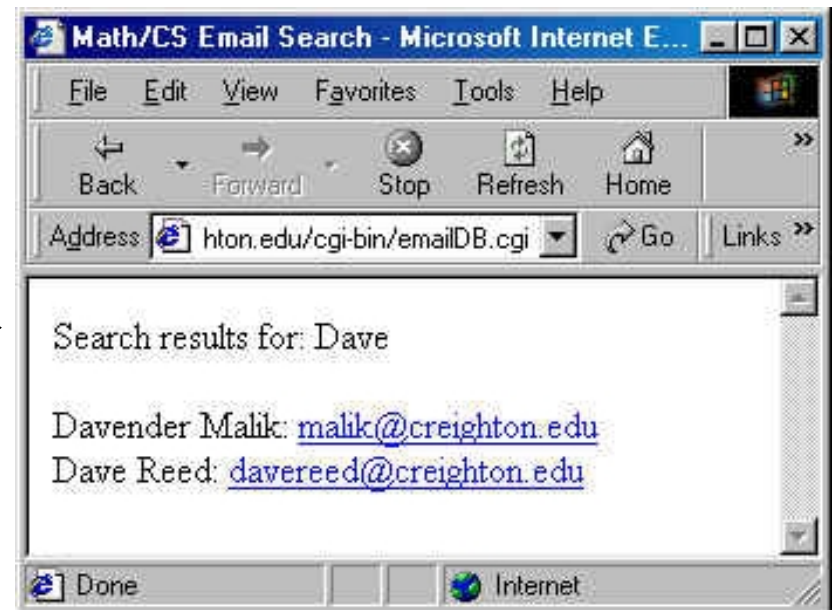 Math/CS Email Search - Microsoft Internet E...
File Edit View Favorites Tools Help
Back Forward Stop Refresh Home »
Address hton.edu/cgi-bin/emailDB.cgi Go Links »
Search results for: Dave
Davender Malik: malik@creighton.edu
Dave Reed: davereed@creighton.edu
Done Internet